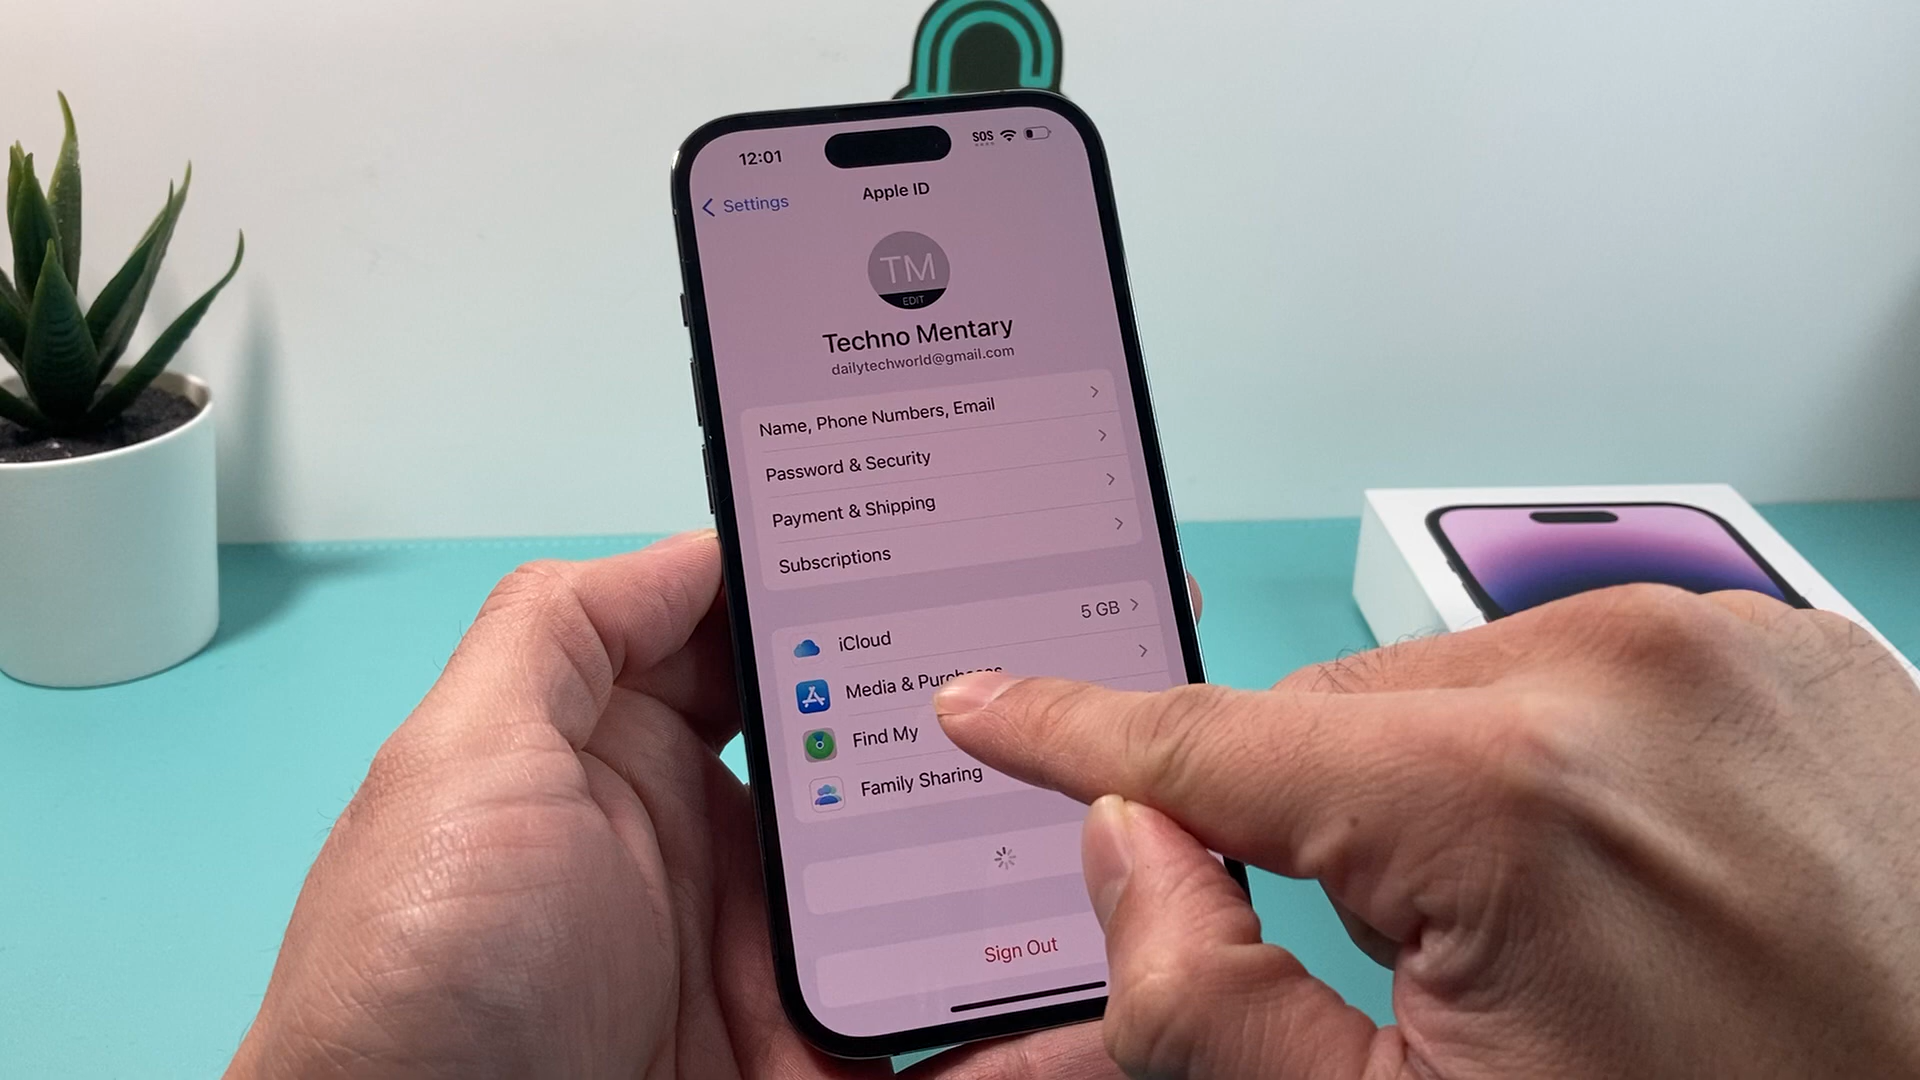 12:01
SOS
Settings
Apple ID
TM
EDIT
Techno Mentary
dailytechworld@gmail.com
Name, Phone Numbers, Email
Password & Security
Payment & Shipping
Subscriptions
iCloud 5 GB
Media & Purchases
Find My
Family Sharing
Sign Out